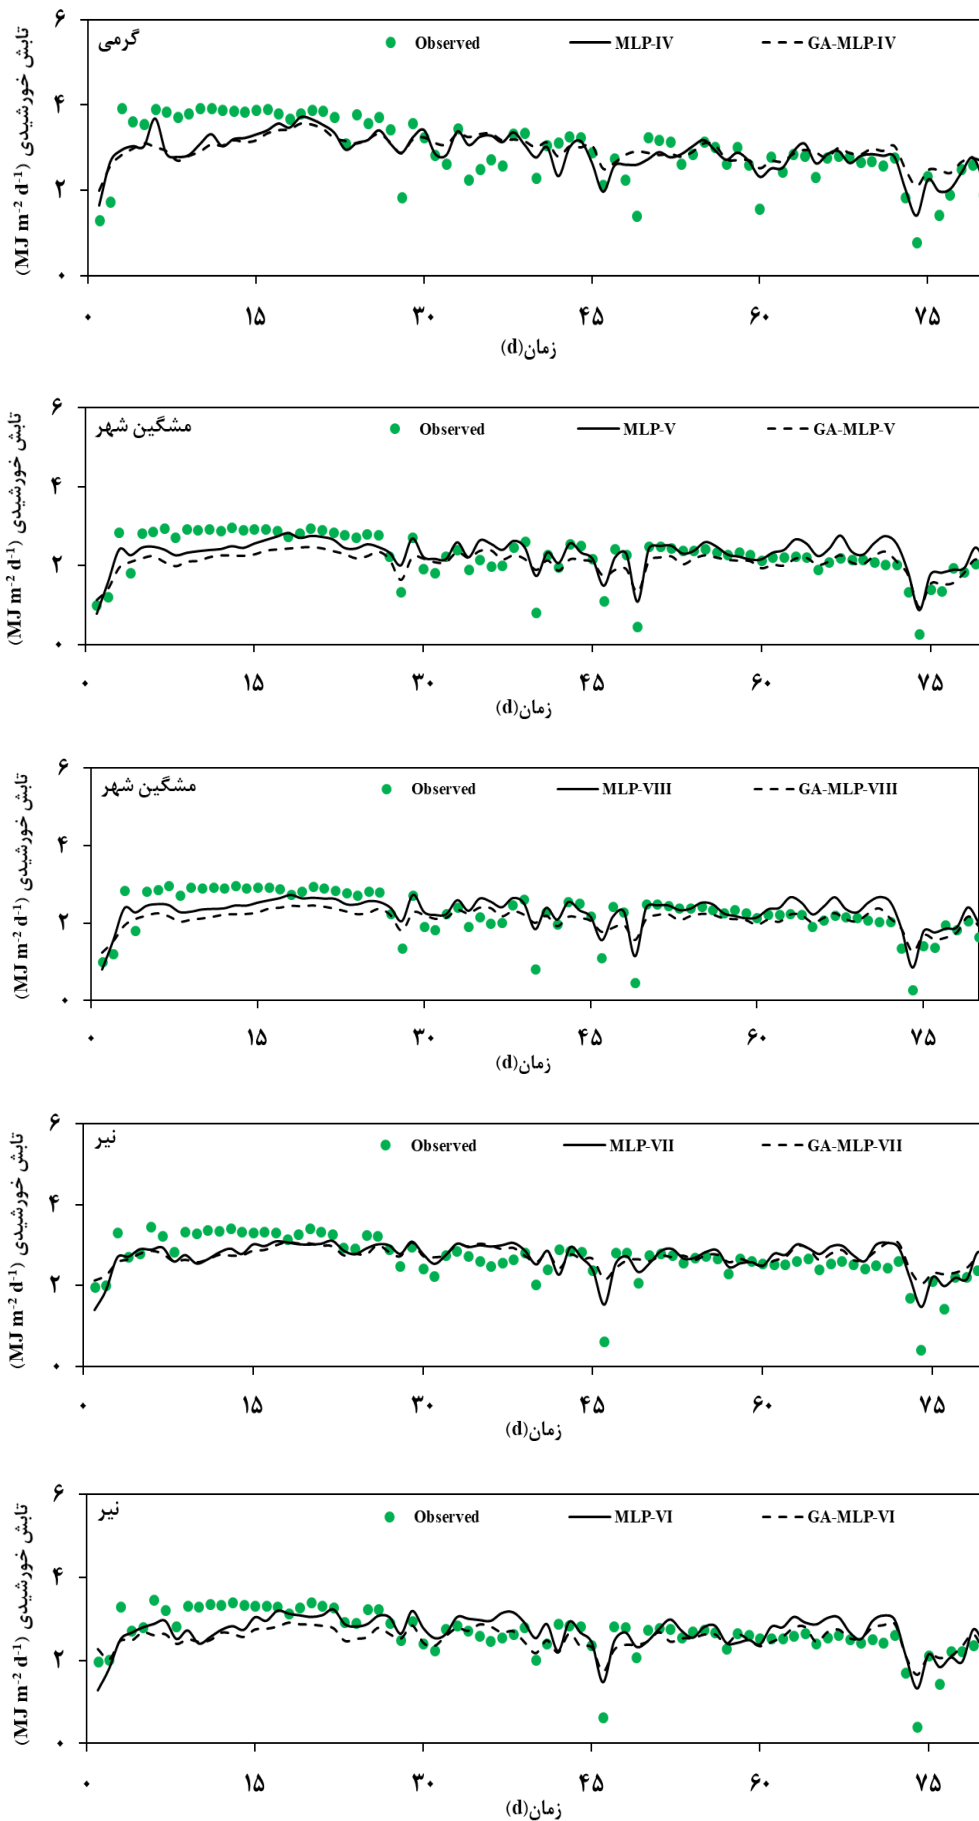 گرمی
Observed MLP-IV GA-MLP-IV
تابش خورشیدی (MJ m-2 d-1)
۶
۴
۲
۰
۰ ۱۵ ۳۰ ۴۵ ۶۰ ۷۵
زمان(d)
مشگین شهر
Observed MLP-V GA-MLP-V
تابش خورشیدی (MJ m-2 d-1)
۶
۴
۲
۰
۰ ۱۵ ۳۰ ۴۵ ۶۰ ۷۵
زمان(d)
مشگین شهر
Observed MLP-VIII GA-MLP-VIII
تابش خورشیدی (MJ m-2 d-1)
۶
۴
۲
۰
۰ ۱۵ ۳۰ ۴۵ ۶۰ ۷۵
زمان(d)
نیر
Observed MLP-VII GA-MLP-VII
تابش خورشیدی (MJ m-2 d-1)
۶
۴
۲
۰
۰ ۱۵ ۳۰ ۴۵ ۶۰ ۷۵
زمان(d)
نیر
Observed MLP-VI GA-MLP-VI
تابش خورشیدی (MJ m-2 d-1)
۶
۴
۲
۰
۰ ۱۵ ۳۰ ۴۵ ۶۰ ۷۵
زمان(d)